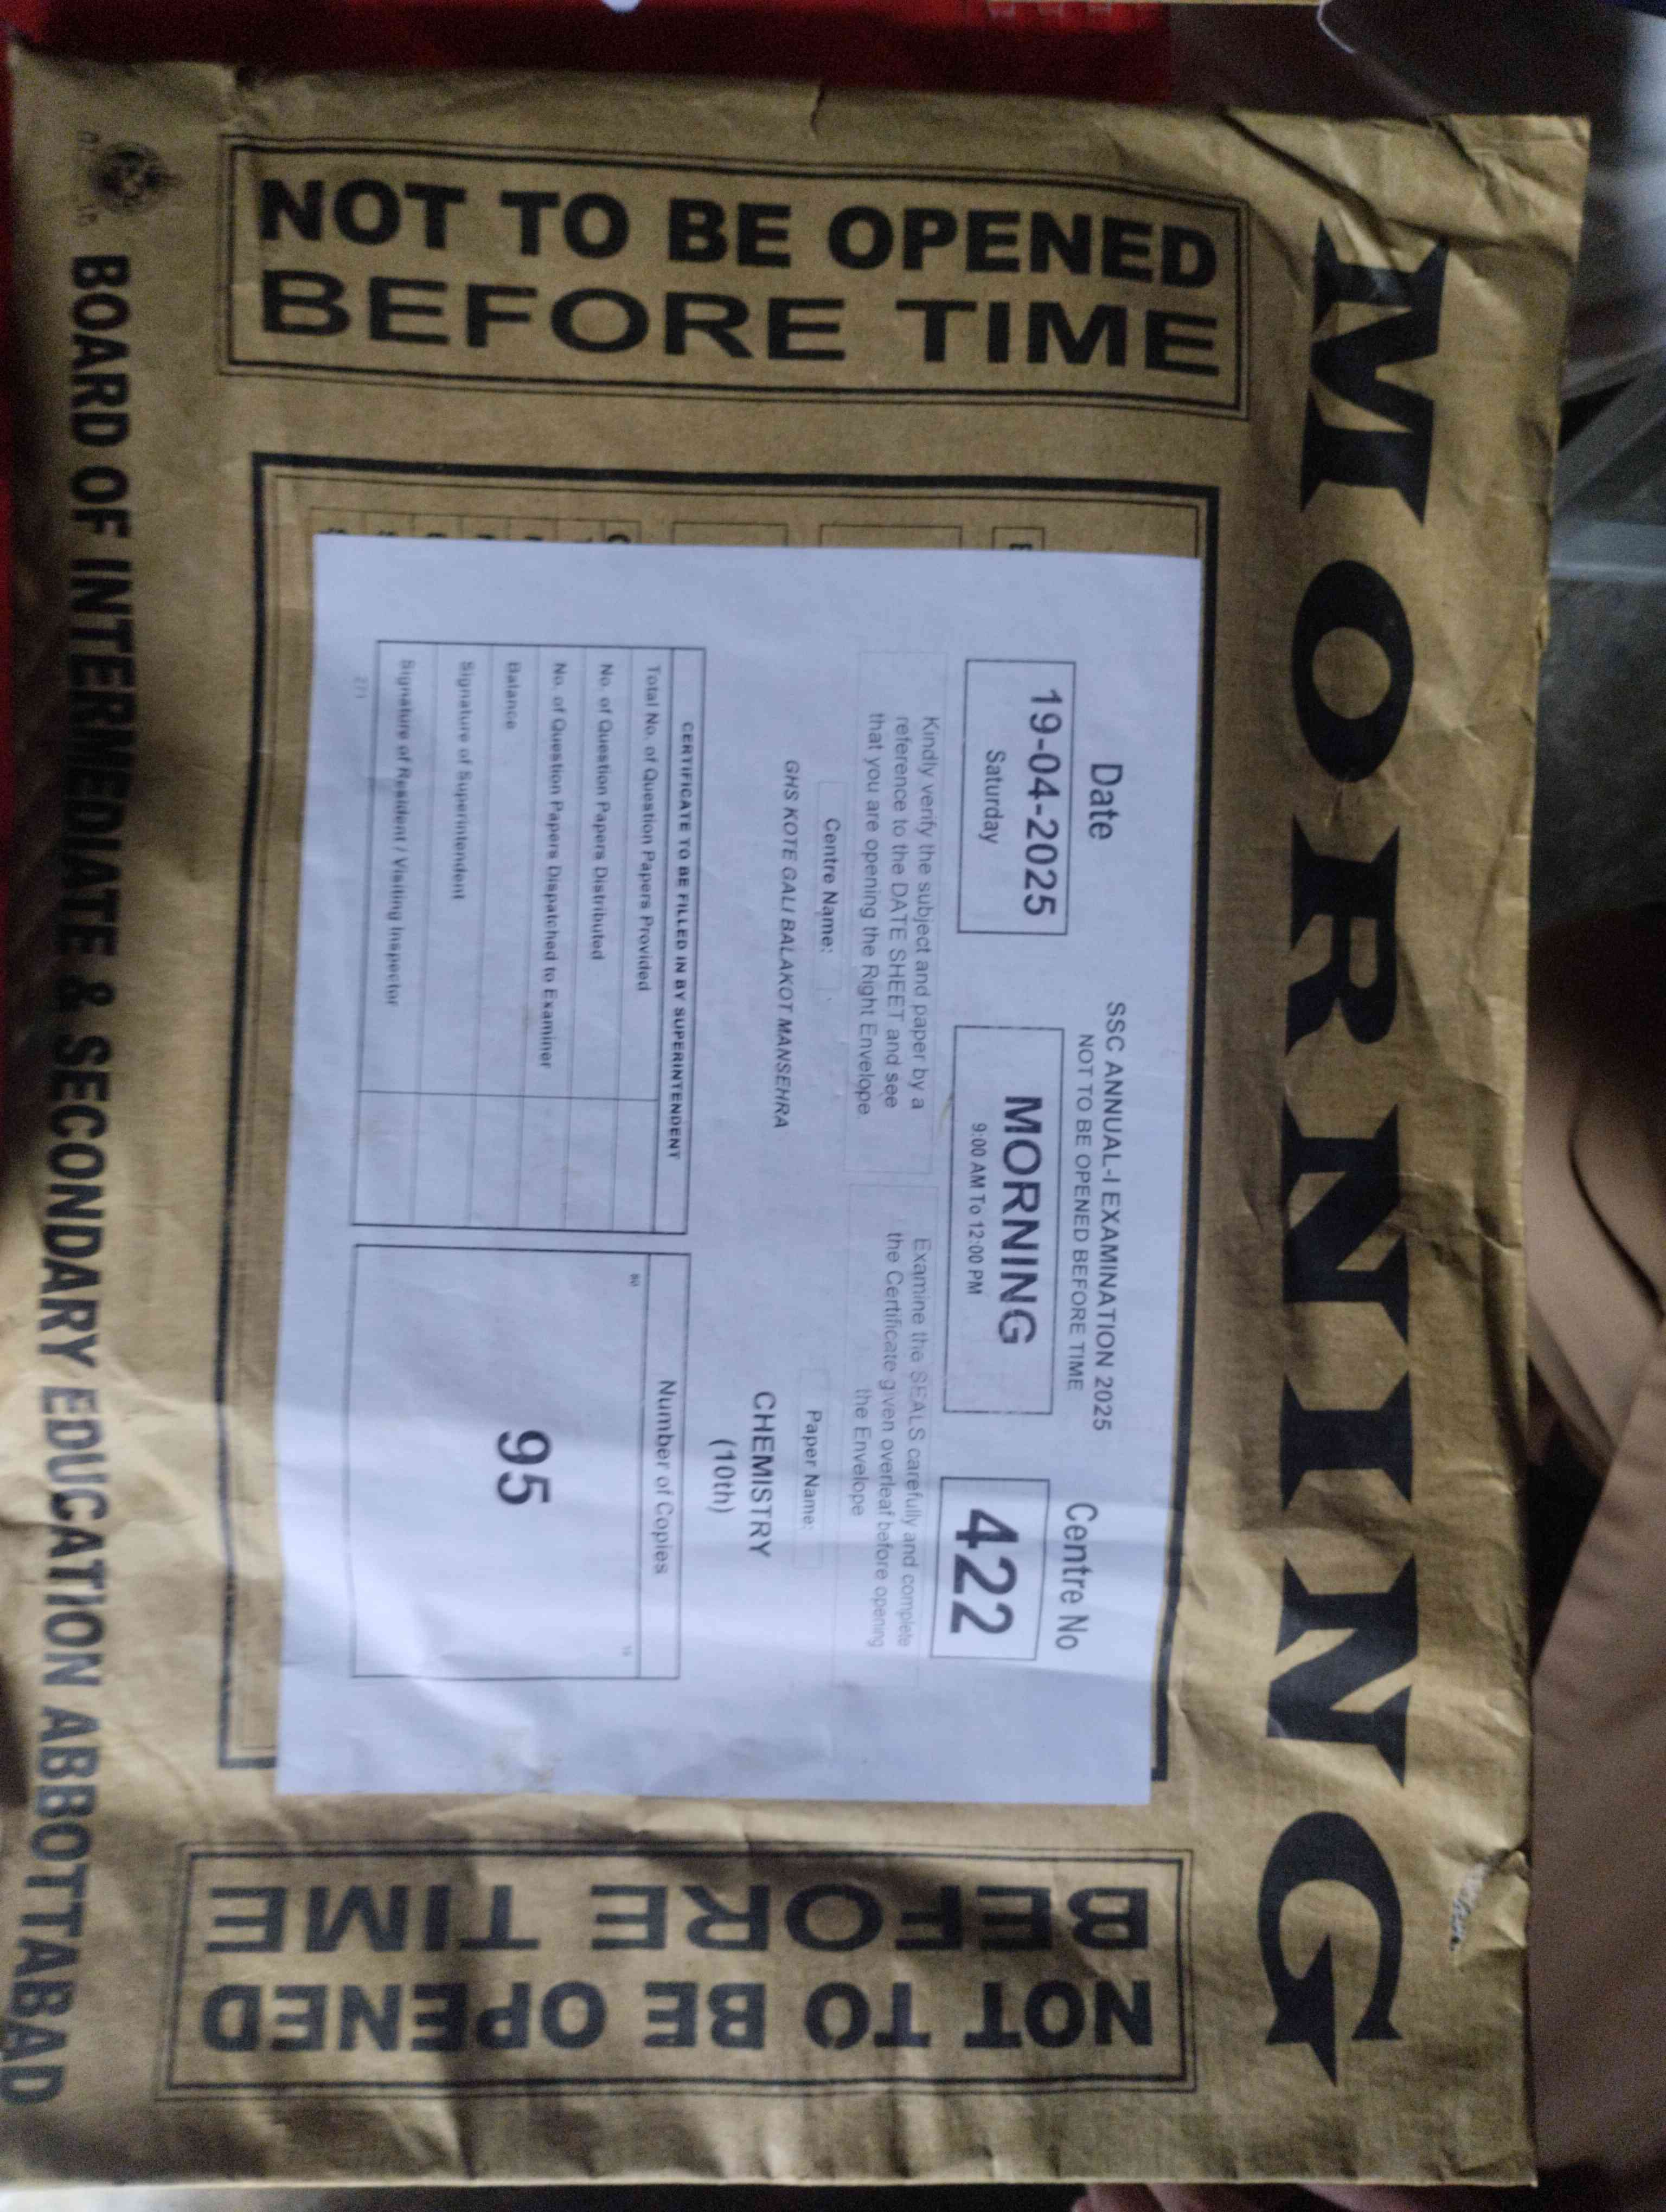 MORNING
NOT TO BE OPENED
BEFORE TIME
SSC ANNUAL-I EXAMINATION 2025
NOT TO BE OPENED BEFORE TIME
Date
19-04-2025
Saturday
MORNING
9:00 AM To 12:00 PM
Centre No
422
Kindly verify the subject and paper by a
reference to the DATE SHEET and see
that you are opening the Right Envelope
Examine the SEALS carefully and complete
the Certificate given overleaf before opening
the Envelope
Centre Name:
GHS KOTE GALI BALAKOT MANSEHRA
Paper Name:
CHEMISTRY
(10th)
CERTIFICATE TO BE FILLED IN BY SUPERINTENDENT
Total No. of Question Papers Provided
No. of Question Papers Distributed
No. of Question Papers Dispatched to Examiner
Balance
Signature of Superintendent
Signature of Resident / Visiting Inspector
271
Number of Copies
80
15
95
NOT TO BE OPENED
BEFORE TIME
BOARD OF INTERMEDIATE & SECONDARY EDUCATION ABBOTTABAD